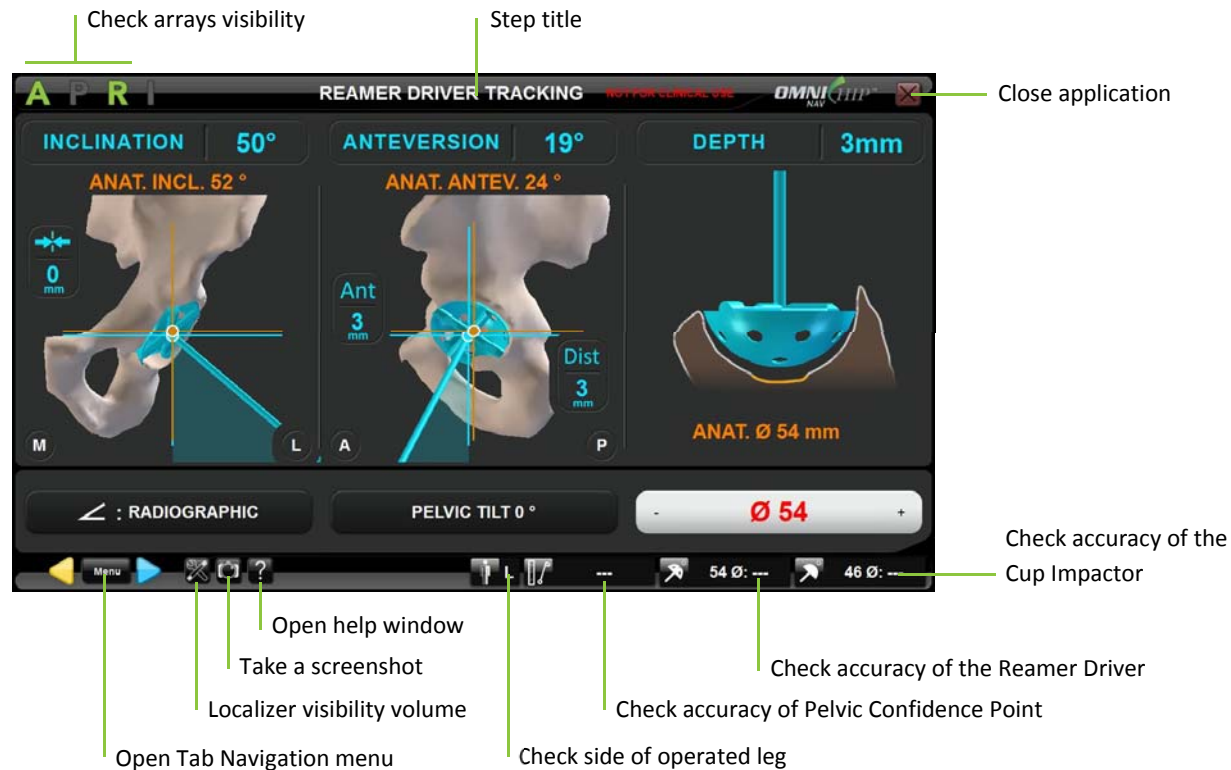 Check arrays visibility
Step title
A P R I
REAMER DRIVER TRACKING
NOT FOR CLINICAL USE
OMNI NAV CHIP™
Close application
INCLINATION 50°
ANTEVERSION 19°
DEPTH 3mm
ANAT. INCL. 52 °
ANAT. ANTEV. 24 °
0
mm
Ant
3
mm
Dist
3
mm
ANAT. Ø 54 mm
M
L
A
P
: RADIOGRAPHIC
PELVIC TILT 0 °
- Ø 54 +
Check accuracy of the
Cup Impactor
Menu
?
L
---
54 Ø: ---
46 Ø: ---
Open help window
Take a screenshot
Check accuracy of the Reamer Driver
Localizer visibility volume
Check accuracy of Pelvic Confidence Point
Open Tab Navigation menu
Check side of operated leg